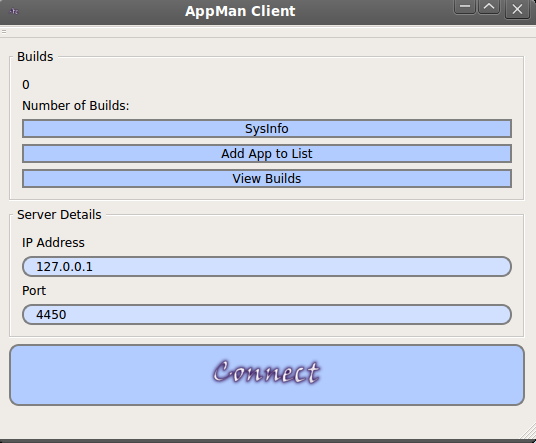 AppMan Client
Builds
0
Number of Builds:
SysInfo
Add App to List
View Builds
Server Details
IP Address
127.0.0.1
Port
4450
Connect